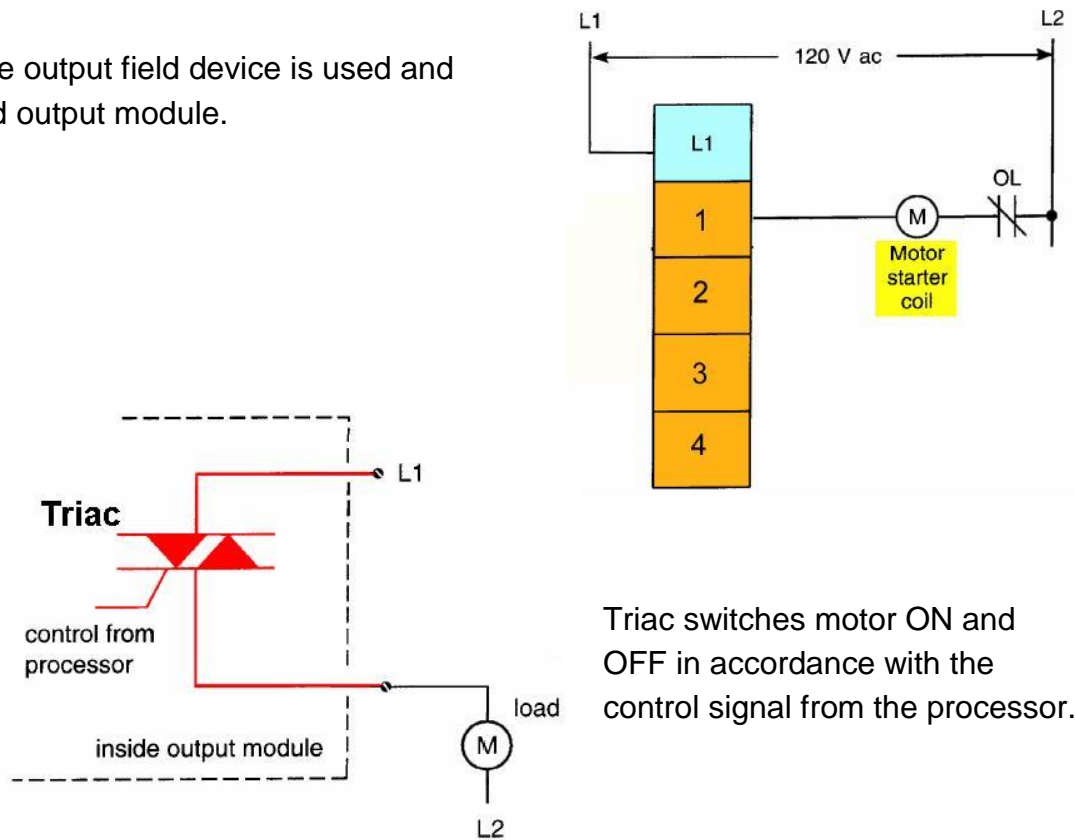 e output field device is used and
d output module.
L1
L2
120 V ac
L1
1
2
3
4
M
OL
Motor
starter
coil
L1
Triac
control from
processor
inside output module
load
M
L2
Triac switches motor ON and
OFF in accordance with the
control signal from the processor.